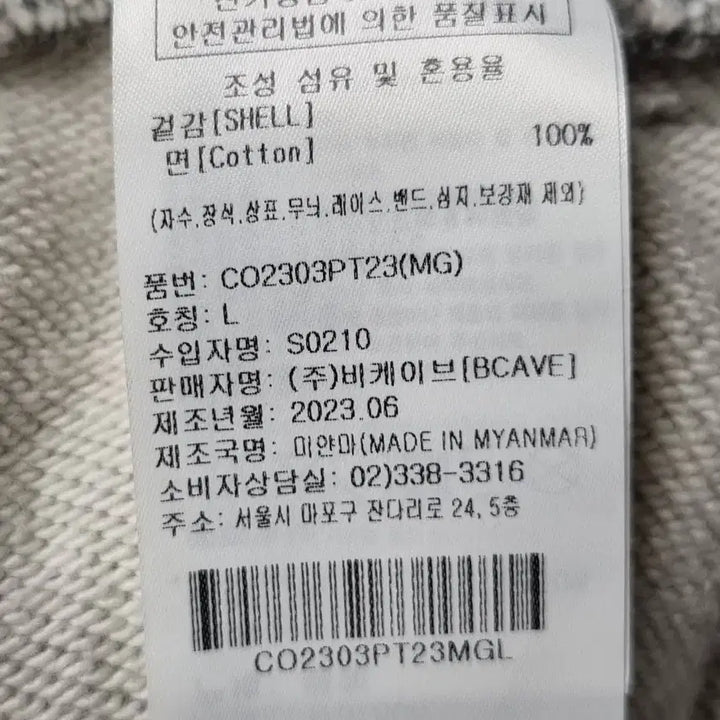 안전관리법에 의한 품질표시
조성 섬유 및 혼용율
겉감[SHELL]
면[Cotton] 100%
(자수.장식.상표.무늬.레이스.밴드.심지.보강재 제외)
품번: CO2303PT23(MG)
호칭: L
수입자명: S0210
판매자명: (주)비케이브[BCAVE]
제조년월: 2023.06
제조국명: 미얀마(MADE IN MYANMAR)
소비자상담실: 02)338-3316
주소: 서울시 마포구 잔다리로 24, 5층
CO2303PT23MGL